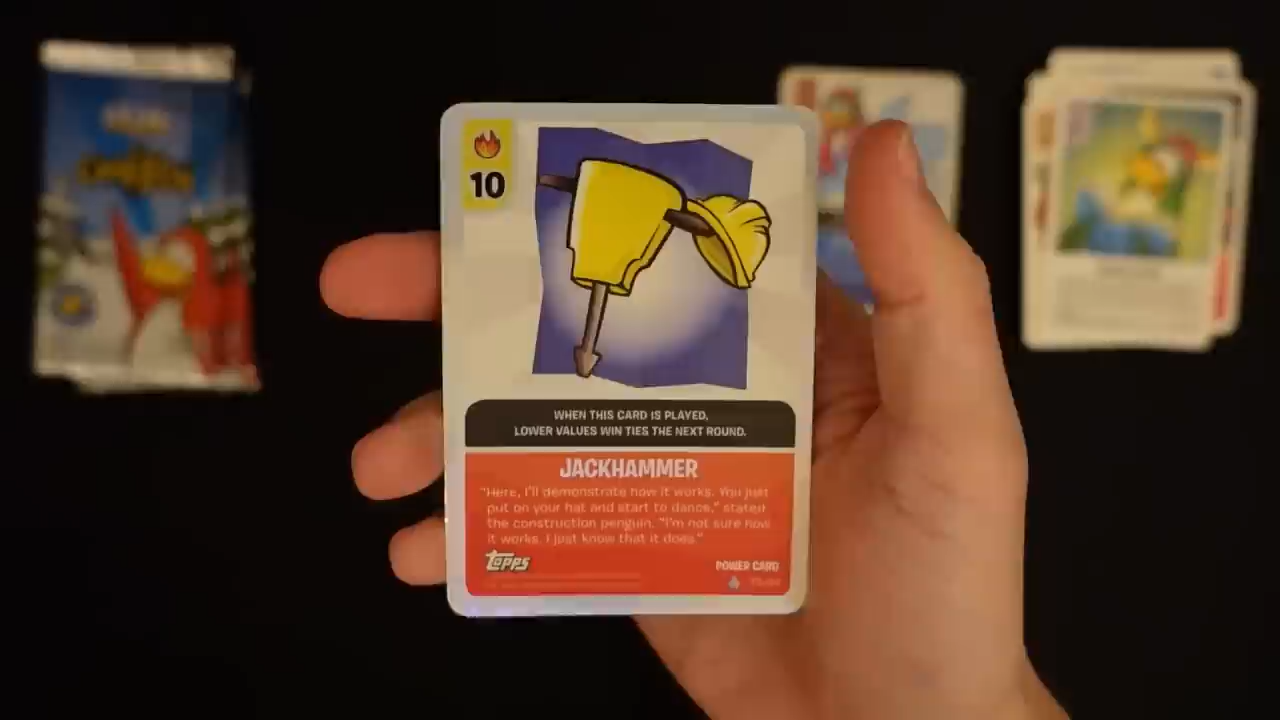 10
WHEN THIS CARD IS PLAYED,
LOWER VALUES WIN TIES THE NEXT ROUND.
JACKHAMMER
"Here, I'll demonstrate how it works. You just
put on your hat and start to dance," stated
the construction penguin. "I'm not sure how
it works. I just know that it does."
Topps
POWER CARD